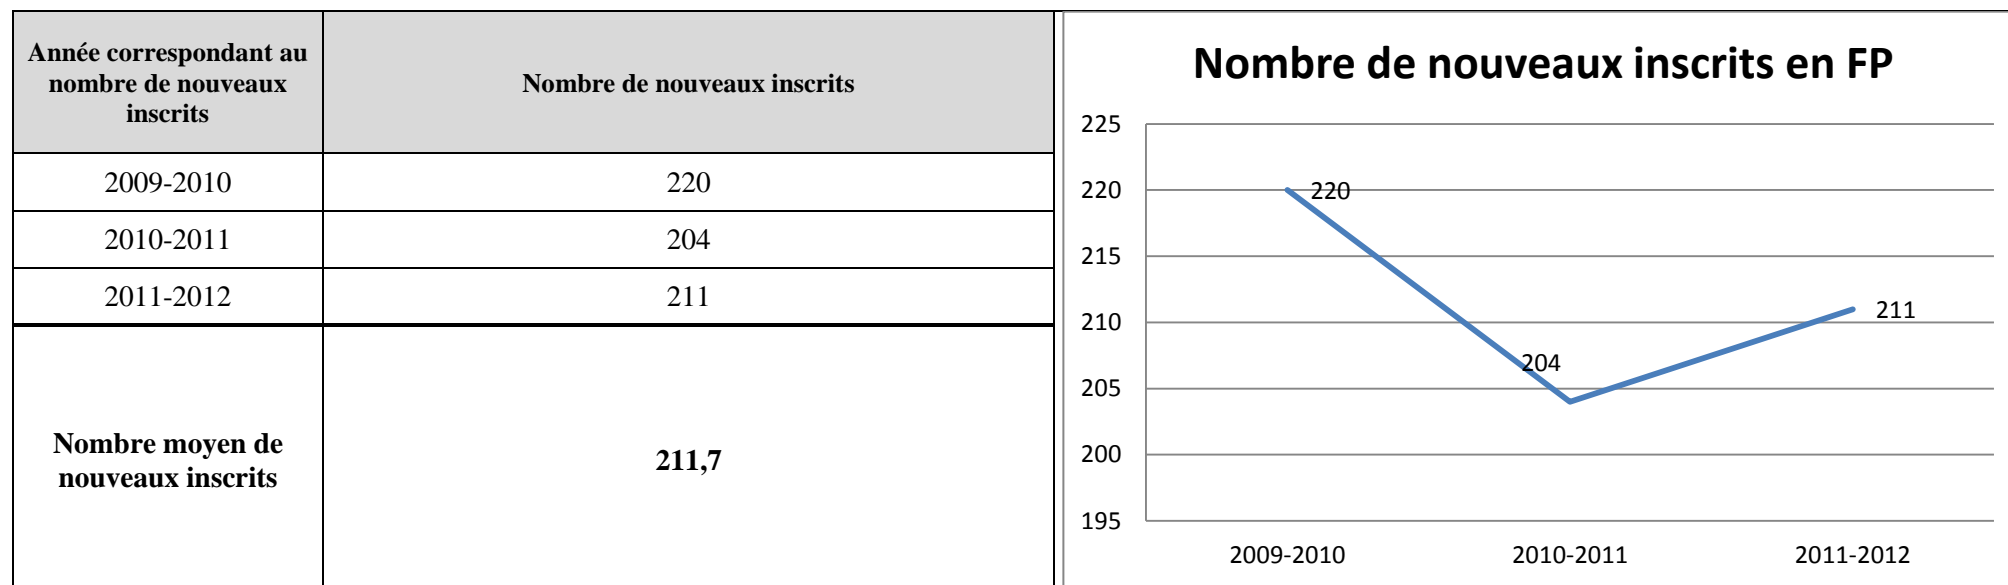 Année correspondant au
nombre de nouveaux
inscrits
Nombre de nouveaux inscrits
2009-2010
220
2010-2011
204
2011-2012
211
Nombre moyen de
nouveaux inscrits
211,7
Nombre de nouveaux inscrits en FP
225
220
215
210
205
200
195
220
204
211
2009-2010
2010-2011
2011-2012